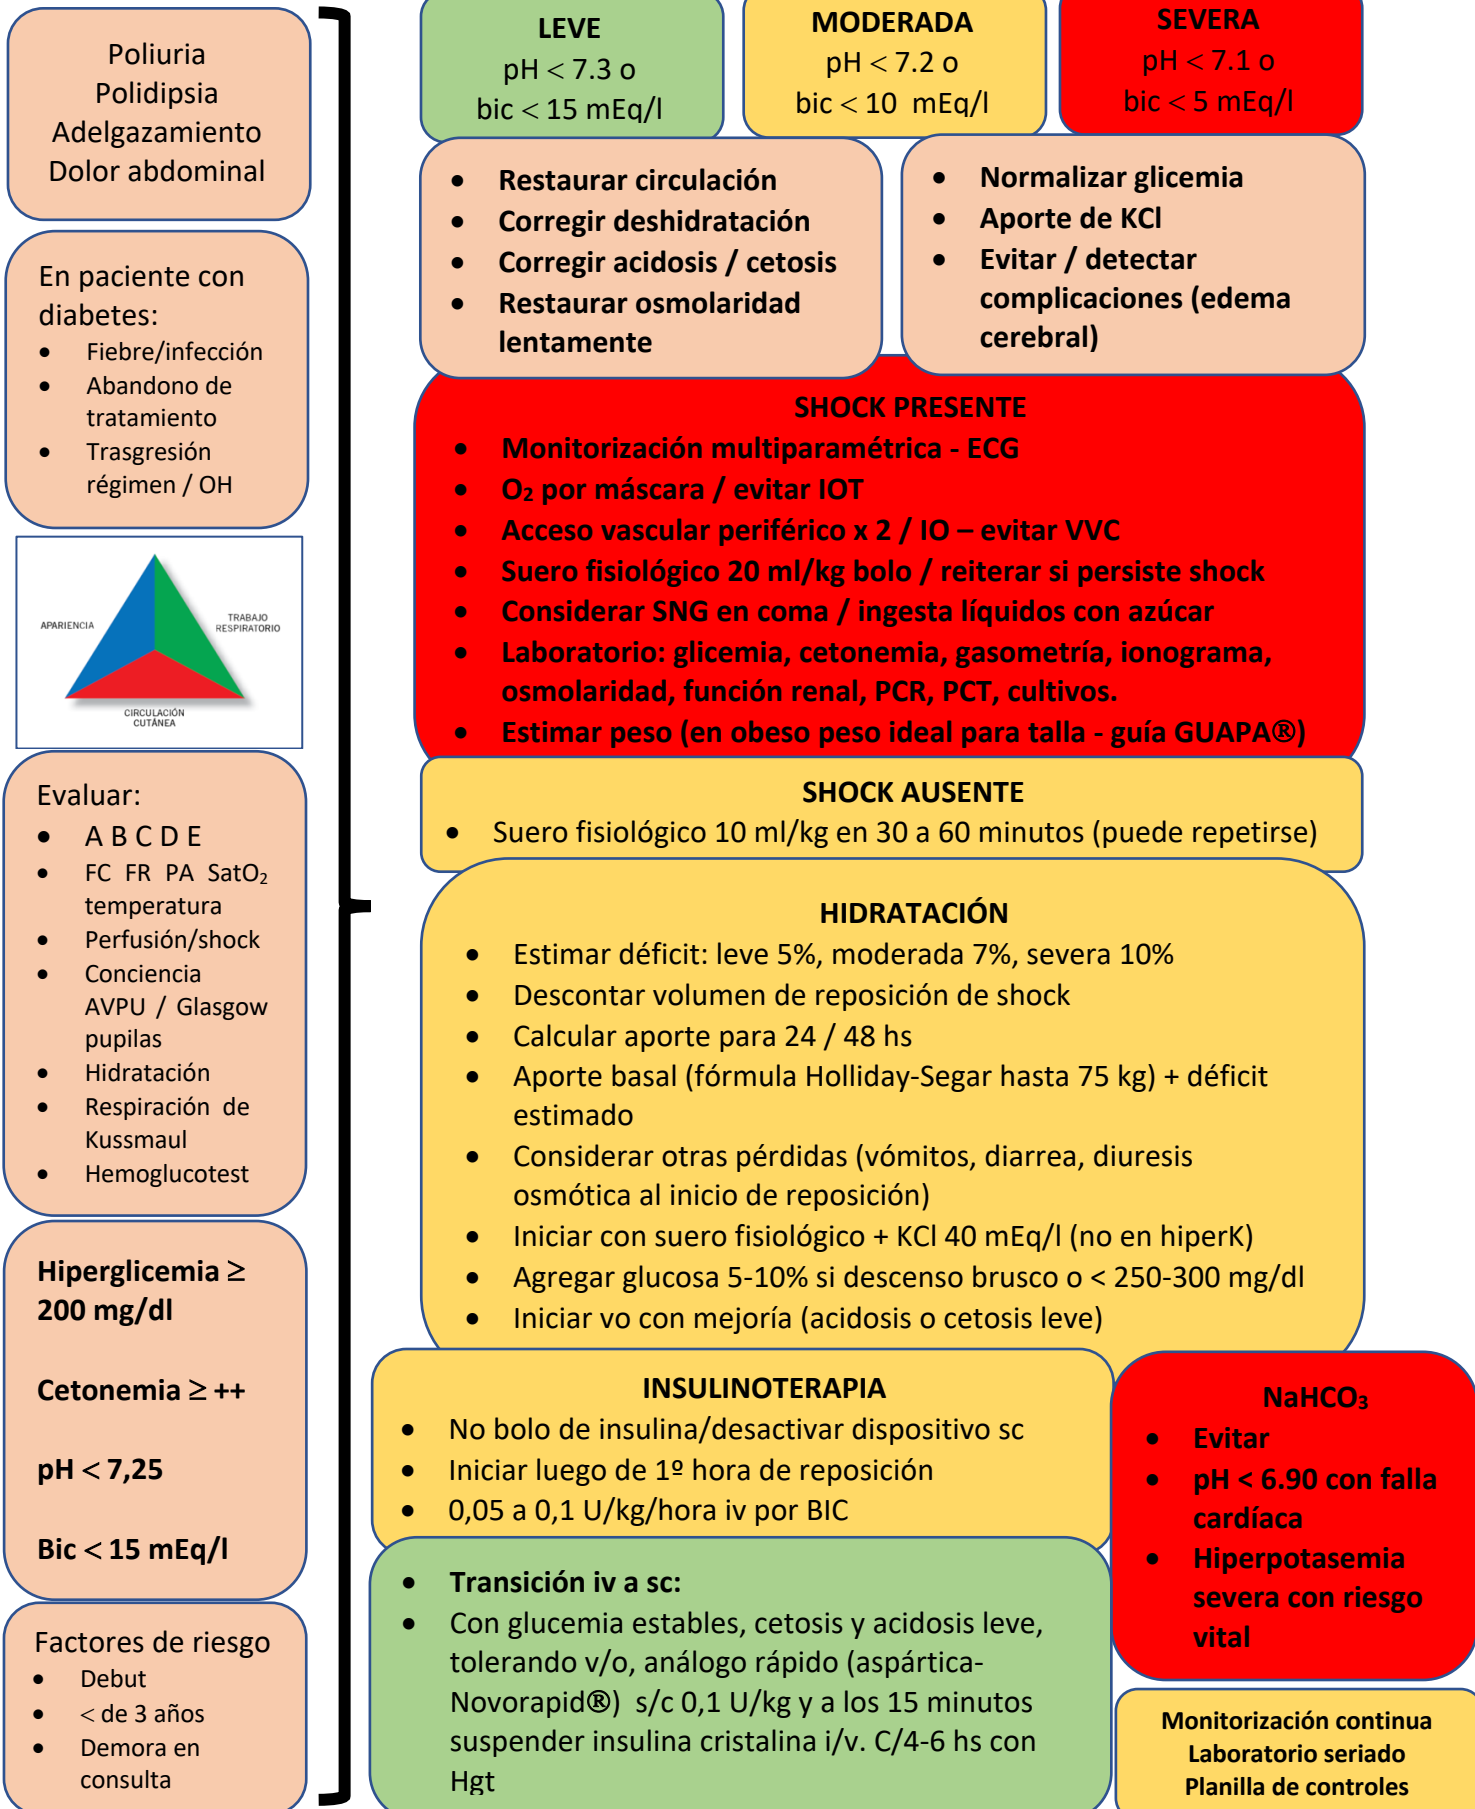 Poliuria
Polidipsia
Adelgazamiento
Dolor abdominal
En paciente con
diabetes:
• Fiebre/infección
• Abandono de
tratamiento
• Trasgresión
régimen / OH
APARIENCIA
TRABAJO
RESPIRATORIO
CIRCULACIÓN
CUTÁNEA
Evaluar:
• A B C D E
• FC FR PA SatO₂
temperatura
• Perfusión/shock
• Conciencia
AVPU / Glasgow
pupilas
• Hidratación
• Respiración de
Kussmaul
• Hemoglucotest
Hiperglicemia ≥
200 mg/dl
Cetonemia ≥ ++
pH < 7,25
Bic < 15 mEq/l
Factores de riesgo
• Debut
• < de 3 años
• Demora en
consulta
LEVE
pH < 7.3 o
bic < 15 mEq/l
MODERADA
pH < 7.2 o
bic < 10 mEq/l
SEVERA
pH < 7.1 o
bic < 5 mEq/l
• Restaurar circulación
• Corregir deshidratación
• Corregir acidosis / cetosis
• Restaurar osmolaridad
lentamente
• Normalizar glicemia
• Aporte de KCl
• Evitar / detectar
complicaciones (edema
cerebral)
SHOCK PRESENTE
• Monitorización multiparamétrica - ECG
• O₂ por máscara / evitar IOT
• Acceso vascular periférico x 2 / IO – evitar VVC
• Suero fisiológico 20 ml/kg bolo / reiterar si persiste shock
• Considerar SNG en coma / ingesta líquidos con azúcar
• Laboratorio: glicemia, cetonemia, gasometría, ionograma,
osmolaridad, función renal, PCR, PCT, cultivos.
• Estimar peso (en obeso peso ideal para talla - guía GUAPA®)
SHOCK AUSENTE
• Suero fisiológico 10 ml/kg en 30 a 60 minutos (puede repetirse)
HIDRATACIÓN
• Estimar déficit: leve 5%, moderada 7%, severa 10%
• Descontar volumen de reposición de shock
• Calcular aporte para 24 / 48 hs
• Aporte basal (fórmula Holliday-Segar hasta 75 kg) + déficit
estimado
• Considerar otras pérdidas (vómitos, diarrea, diuresis
osmótica al inicio de reposición)
• Iniciar con suero fisiológico + KCl 40 mEq/l (no en hiperK)
• Agregar glucosa 5-10% si descenso brusco o < 250-300 mg/dl
• Iniciar vo con mejoría (acidosis o cetosis leve)
INSULINOTERAPIA
• No bolo de insulina/desactivar dispositivo sc
• Iniciar luego de 1º hora de reposición
• 0,05 a 0,1 U/kg/hora iv por BIC
• Transición iv a sc:
• Con glucemia estables, cetosis y acidosis leve,
tolerando v/o, análogo rápido (aspártica-
Novorapid®) s/c 0,1 U/kg y a los 15 minutos
suspender insulina cristalina i/v. C/4-6 hs con
Hgt
NaHCO₃
• Evitar
• pH < 6.90 con falla
cardíaca
• Hiperpotasemia
severa con riesgo
vital
Monitorización continua
Laboratorio seriado
Planilla de controles